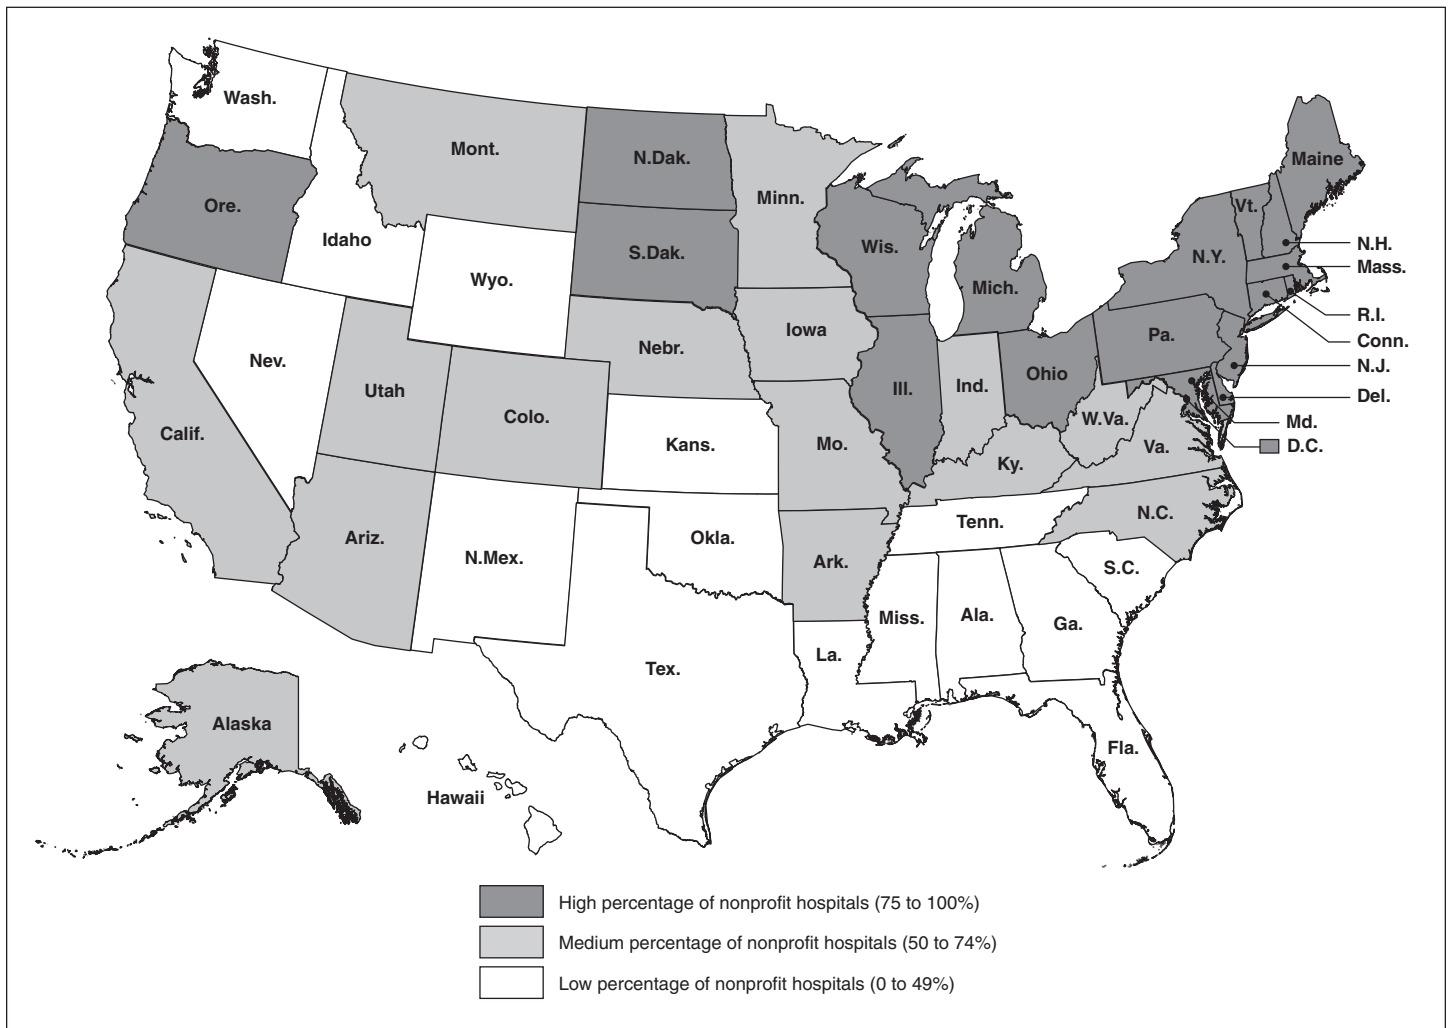 Wash.
Mont.
N.Dak.
Minn.
Maine
Ore.
Idaho
S.Dak.
Wis.
Mich.
Vt.
N.Y.
N.H.
Mass.
Wyo.
R.I.
Conn.
Nebr.
Iowa
Pa.
N.J.
Nev.
Utah
Colo.
Ill.
Ind.
Ohio
Del.
Calif.
Kans.
Mo.
W.Va.
Md.
Ky.
Va.
D.C.
Ariz.
N.Mex.
Okla.
Ark.
Tenn.
N.C.
S.C.
Miss.
Ala.
Ga.
Tex.
La.
Alaska
Hawaii
Fla.
High percentage of nonprofit hospitals (75 to 100%)
Medium percentage of nonprofit hospitals (50 to 74%)
Low percentage of nonprofit hospitals (0 to 49%)